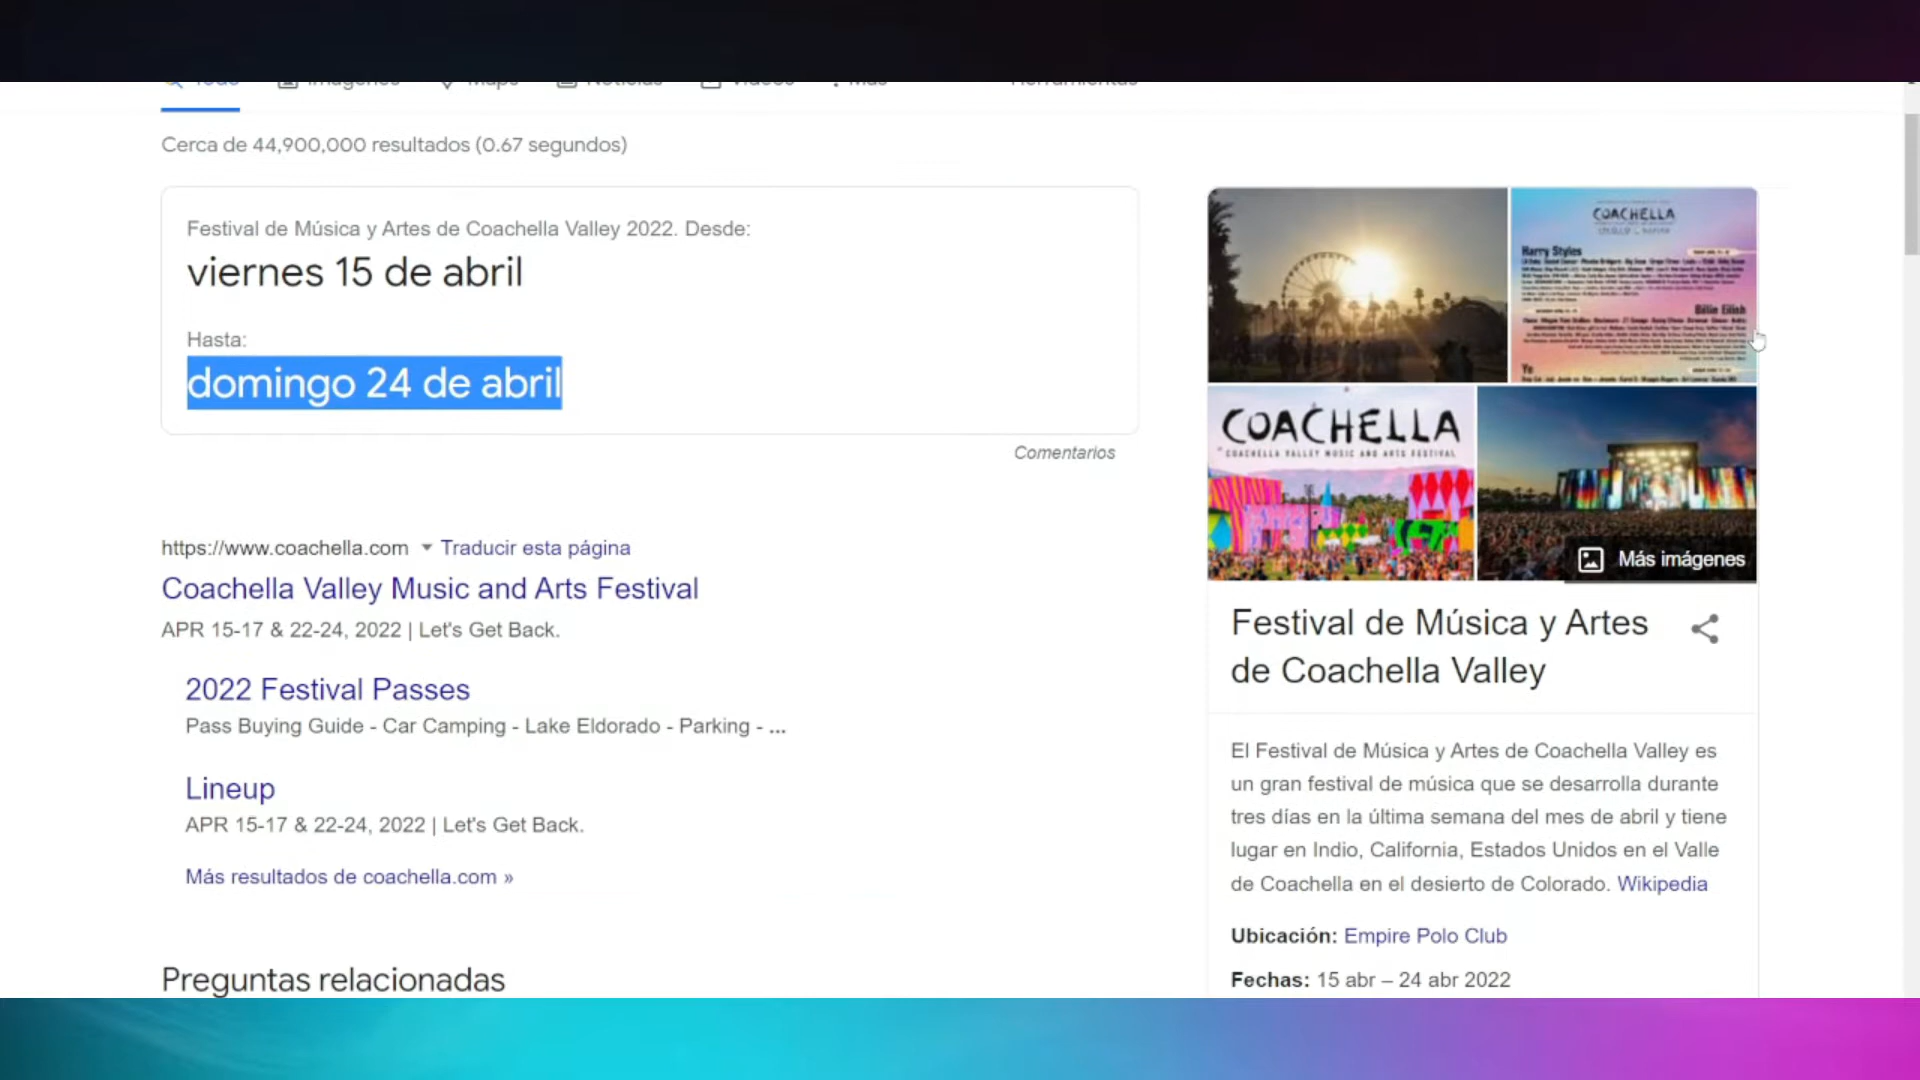 Cerca de 44,900,000 resultados (0.67 segundos)
Festival de Música y Artes de Coachella Valley 2022. Desde:
viernes 15 de abril
Hasta:
domingo 24 de abril
Comentarios
https://www.coachella.com Traducir esta página
Coachella Valley Music and Arts Festival
APR 15-17 & 22-24, 2022 | Let's Get Back.
2022 Festival Passes
Pass Buying Guide - Car Camping - Lake Eldorado - Parking - ...
Lineup
APR 15-17 & 22-24, 2022 | Let's Get Back.
Más resultados de coachella.com »
Preguntas relacionadas
COACHELLA
Harry Styles
Billie Eilish
Ye
COACHELLA
COACHELLA VALLEY MUSIC AND ARTS FESTIVAL
Más imágenes
Festival de Música y Artes
de Coachella Valley
El Festival de Música y Artes de Coachella Valley es
un gran festival de música que se desarrolla durante
tres días en la última semana del mes de abril y tiene
lugar en Indio, California, Estados Unidos en el Valle
de Coachella en el desierto de Colorado. Wikipedia
Ubicación: Empire Polo Club
Fechas: 15 abr – 24 abr 2022